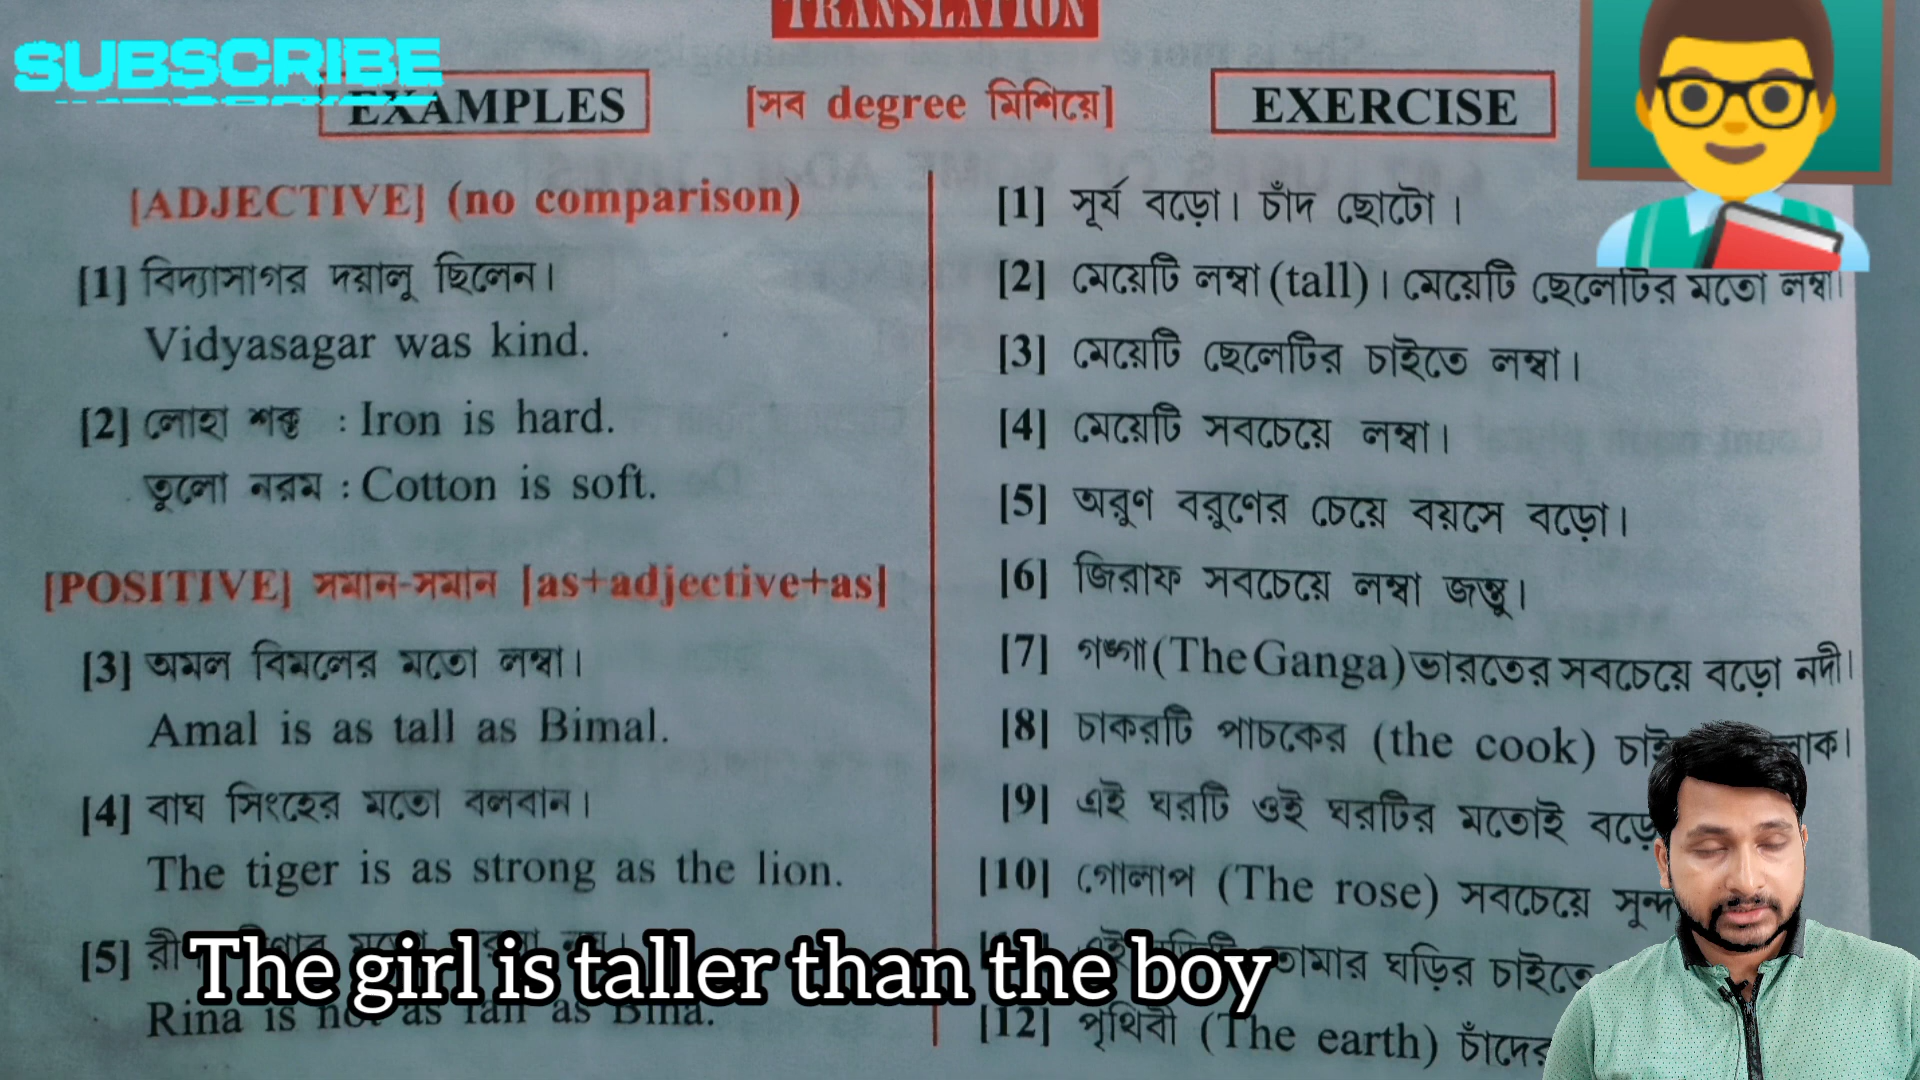 TRANSLATION
SUBSCRIBE
EXAMPLES
[সব degree মিশিয়ে]
EXERCISE
[ADJECTIVE] (no comparison)
[1] বিদ্যাসাগর দয়ালু ছিলেন।
Vidyasagar was kind.
[2] লোহা শক্ত : Iron is hard.
তুলো নরম : Cotton is soft.
[POSITIVE] সমান-সমান [as+adjective+as]
[3] অমল বিমলের মতো লম্বা।
Amal is as tall as Bimal.
[4] বাঘ সিংহের মতো বলবান।
The tiger is as strong as the lion.
[5]
Rina is not as fair as Bina.
[1] সূর্য বড়ো। চাঁদ ছোটো।
[2] মেয়েটি লম্বা (tall)। মেয়েটি ছেলেটির মতো লম্বা।
[3] মেয়েটি ছেলেটির চাইতে লম্বা।
[4] মেয়েটি সবচেয়ে লম্বা।
[5] অরুণ বরুণের চেয়ে বয়সে বড়ো।
[6] জিরাফ সবচেয়ে লম্বা জন্তু।
[7] গঙ্গা (The Ganga) ভারতের সবচেয়ে বড়ো নদী।
[8] চাকরটি পাচকের (the cook)
[9] এই ঘরটি ওই ঘরটির মতোই
[10] গোলাপ (The rose) সবচেয়ে
তোমার ঘড়ির চাইতে
[12] পৃথিবী (The earth) চাঁদের
The girl is taller than the boy